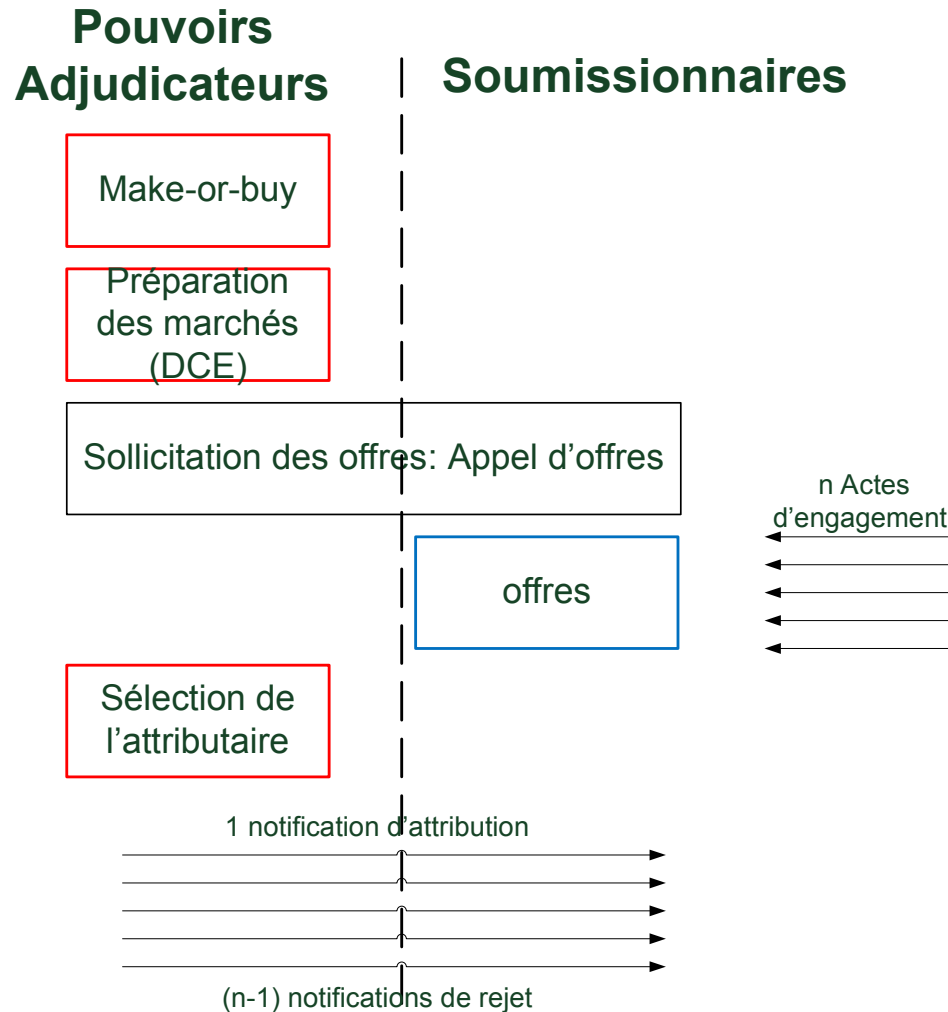 Pouvoirs
Adjudicateurs
Soumissionnaires
Make-or-buy
Préparation
des marchés
(DCE)
Sollicitation des offres: Appel d’offres
n Actes
d’engagement
offres
Sélection de
l’attributaire
1 notification d’attribution
(n-1) notifications de rejet